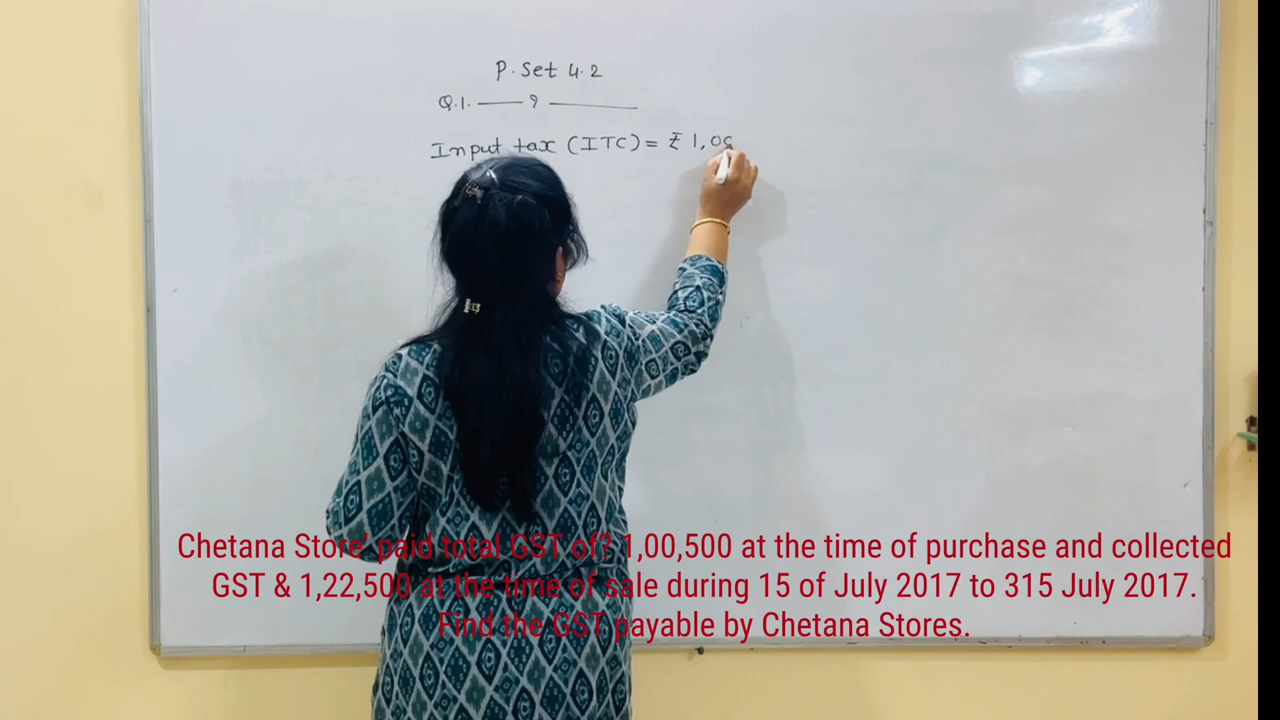 P. Set 4.2
Q.1. —— ? ———
Input tax (ITC) = ₹ 1,00
Chetana Store' paid total GST of? 1,00,500 at the time of purchase and collected
GST & 1,22,500 at the time of sale during 15 of July 2017 to 315 July 2017.
Find the GST payable by Chetana Stores.